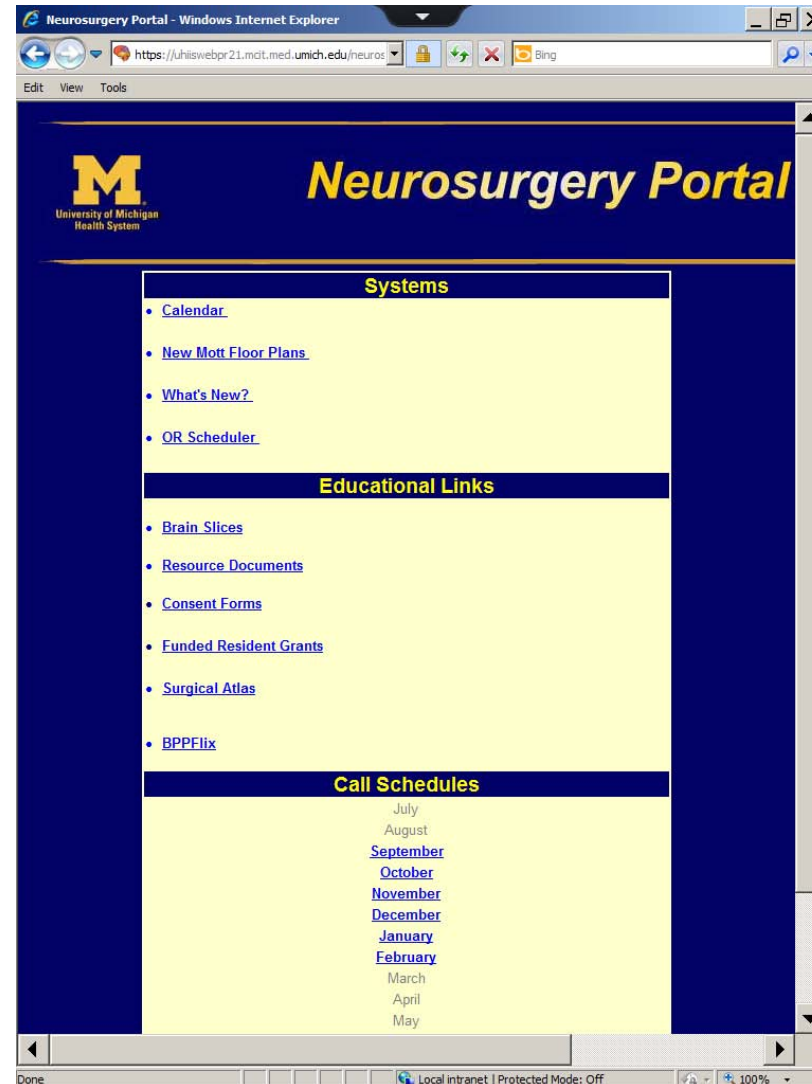 Neurosurgery Portal - Windows Internet Explorer
https://uhiiswebpr21.mcit.med.umich.edu/neuros
Bing
Edit View Tools
M
University of Michigan
Health System
Neurosurgery Portal
Systems
• Calendar
• New Mott Floor Plans
• What's New?
• OR Scheduler
Educational Links
• Brain Slices
• Resource Documents
• Consent Forms
• Funded Resident Grants
• Surgical Atlas
• BPPFlix
Call Schedules
July
August
September
October
November
December
January
February
March
April
May
Done
Local intranet | Protected Mode: Off
100%